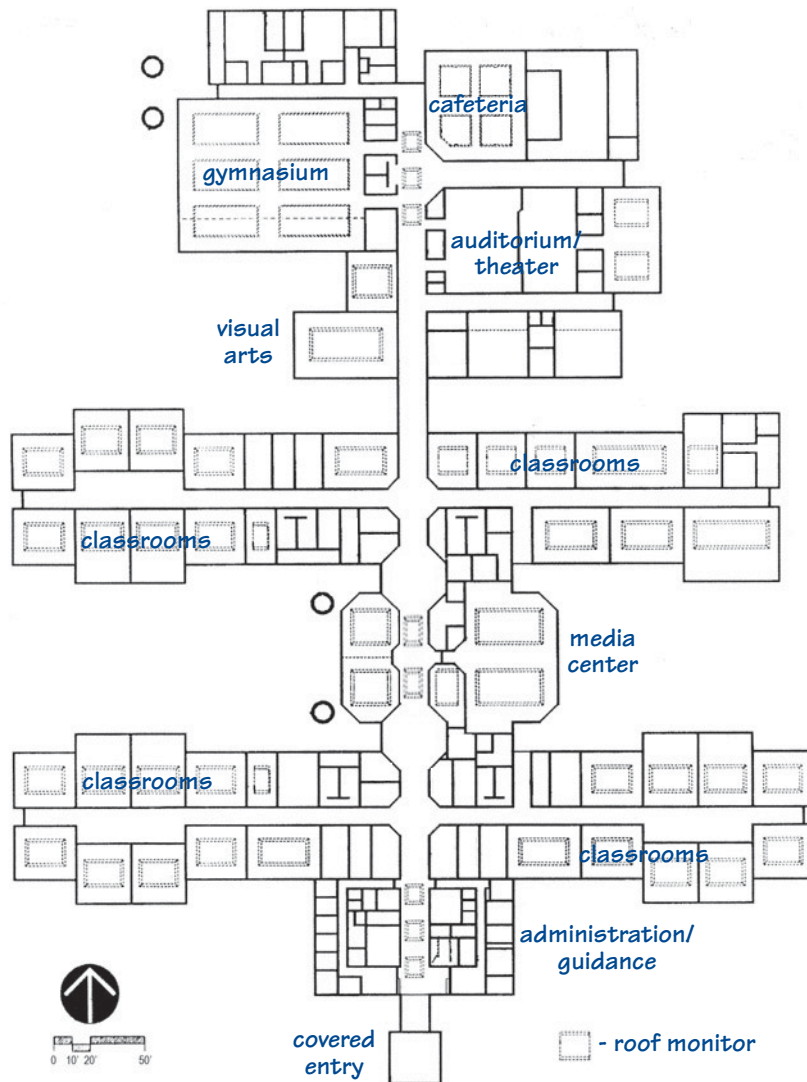 cafeteria
gymnasium
auditorium/
theater
visual
arts
classrooms
classrooms
media
center
classrooms
classrooms
administration/
guidance
covered
entry
- roof monitor
0 10' 20' 50'